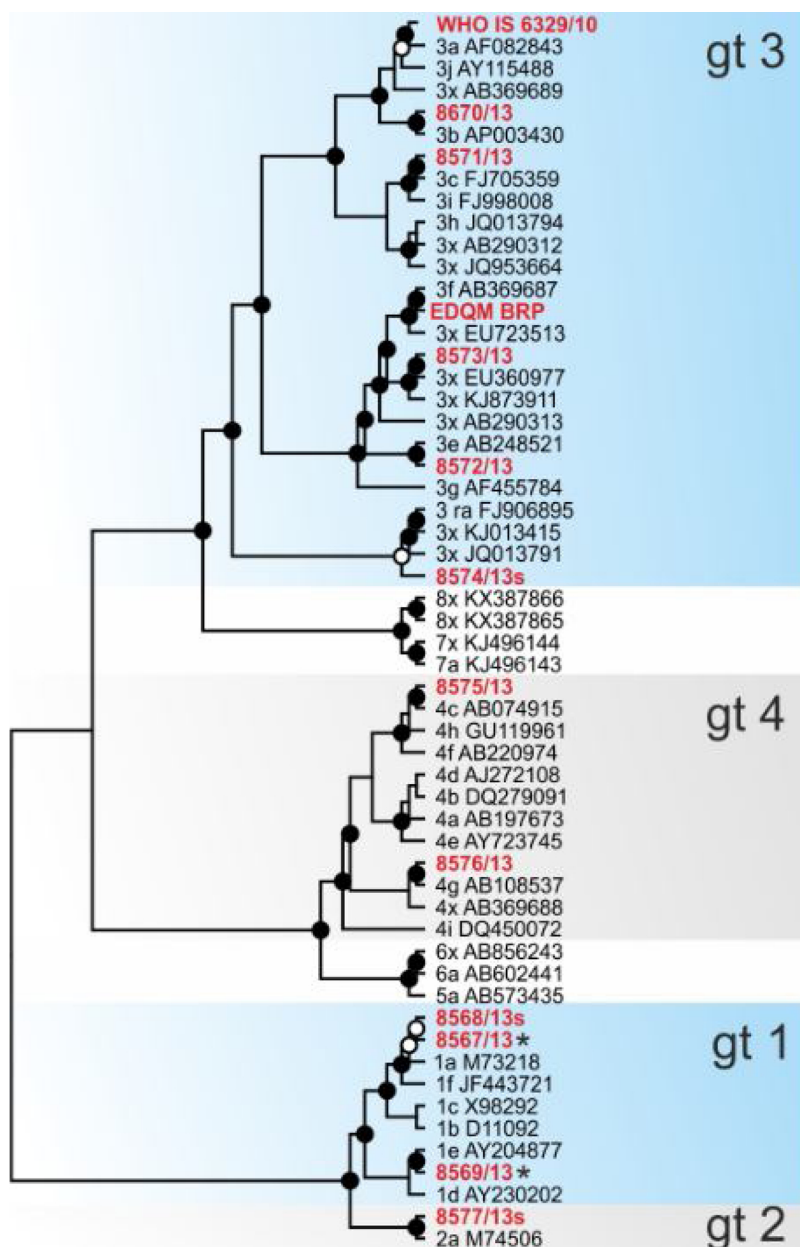 WHO IS 6329/10
gt 3
3a AF082843
3j AY115488
3x AB369689
8670/13
3b AP003430
8571/13
3c FJ705359
3i FJ998008
3h JQ013794
3x AB290312
3x JQ953664
3f AB369687
EDQM BRP
3x EU723513
8573/13
3x EU360977
3x KJ873911
3x AB290313
3e AB248521
8572/13
3g AF455784
3 ra FJ906895
3x KJ013415
3x JQ013791
8574/13s
8x KX387866
8x KX387865
7x KJ496144
7a KJ496143
8575/13
gt 4
4c AB074915
4h GU119961
4f AB220974
4d AJ272108
4b DQ279091
4a AB197673
4e AY723745
8576/13
4g AB108537
4x AB369688
4i DQ450072
6x AB856243
6a AB602441
5a AB573435
8568/13s
gt 1
8567/13*
1a M73218
1f JF443721
1c X98292
1b D11092
1e AY204877
8569/13*
1d AY230202
8577/13s
gt 2
2a M74506